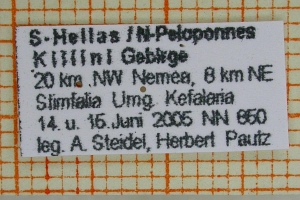 S-Hellas / N-Peloponnes
Killini Gebirge
20 km NW Nemea, 8 km NE
Stimfalia Umg. Kefalaria
14. u. 15.Juni 2005 NN 850
leg. A. Steidel, Herbert Pautz